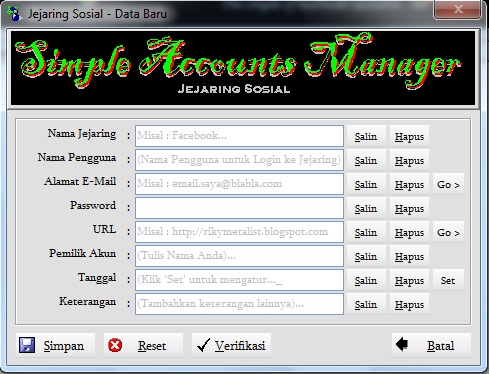 Jejaring Sosial - Data Baru
Simple Accounts Manager
Jejaring Sosial
Nama Jejaring : Misal : Facebook... Salin Hapus
Nama Pengguna : (Nama Pengguna untuk Login ke Jejaring) Salin Hapus
Alamat E-Mail : Misal : email.saya@blabla.com Salin Hapus Go >
Password : Salin Hapus
URL : Misal : http://rikymetalist.blogspot.com Salin Hapus Go >
Pemilik Akun : (Tulis Nama Anda)... Salin Hapus
Tanggal : (Klik 'Set' untuk mengatur..._ Salin Hapus Set
Keterangan : (Tambahkan keterangan lainnya)... Salin Hapus
Simpan Reset Verifikasi Batal